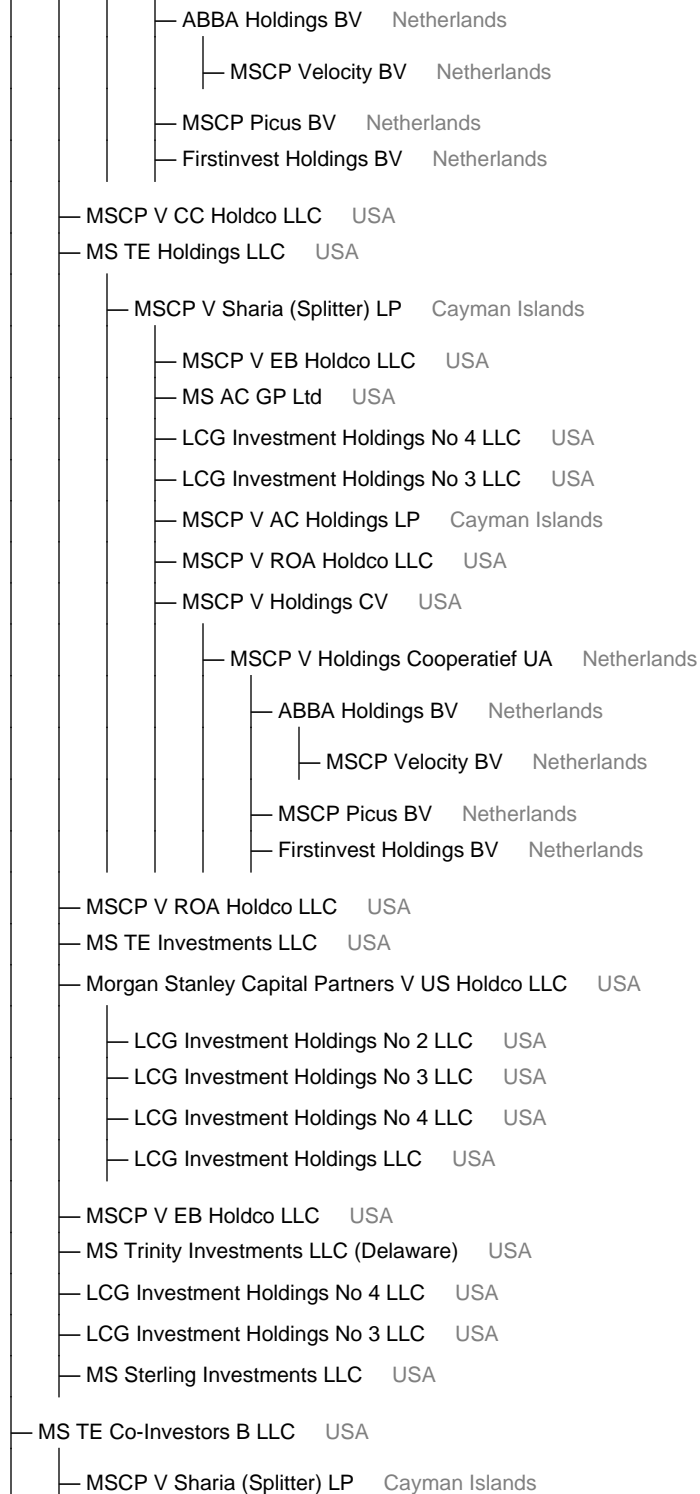 ABBA Holdings BV Netherlands
MSCP Velocity BV Netherlands
MSCP Picus BV Netherlands
Firstinvest Holdings BV Netherlands
MSCP V CC Holdco LLC USA
MS TE Holdings LLC USA
MSCP V Sharia (Splitter) LP Cayman Islands
MSCP V EB Holdco LLC USA
MS AC GP Ltd USA
LCG Investment Holdings No 4 LLC USA
LCG Investment Holdings No 3 LLC USA
MSCP V AC Holdings LP Cayman Islands
MSCP V ROA Holdco LLC USA
MSCP V Holdings CV USA
MSCP V Holdings Cooperatief UA Netherlands
ABBA Holdings BV Netherlands
MSCP Velocity BV Netherlands
MSCP Picus BV Netherlands
Firstinvest Holdings BV Netherlands
MSCP V ROA Holdco LLC USA
MS TE Investments LLC USA
Morgan Stanley Capital Partners V US Holdco LLC USA
LCG Investment Holdings No 2 LLC USA
LCG Investment Holdings No 3 LLC USA
LCG Investment Holdings No 4 LLC USA
LCG Investment Holdings LLC USA
MSCP V EB Holdco LLC USA
MS Trinity Investments LLC (Delaware) USA
LCG Investment Holdings No 4 LLC USA
LCG Investment Holdings No 3 LLC USA
MS Sterling Investments LLC USA
MS TE Co-Investors B LLC USA
MSCP V Sharia (Splitter) LP Cayman Islands